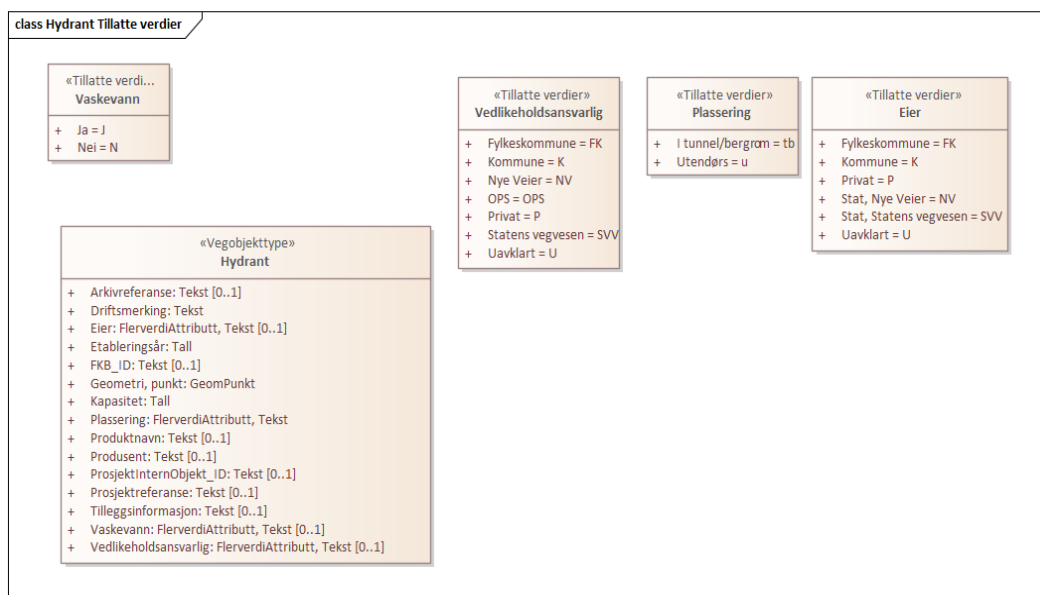 class Hydrant Tillatte verdier
«Tillatte verdi...
Vaskevann
+ Ja = J
+ Nei = N
«Tillatte verdier»
Vedlikeholdsansvarlig
+ Fylkeskommune = FK
+ Kommune = K
+ Nye Veier = NV
+ OPS = OPS
+ Privat = P
+ Statens vegvesen = SVV
+ Uavklart = U
«Tillatte verdier»
Plassering
+ I tunnel/bergrom = tb
+ Utendørs = u
«Tillatte verdier»
Eier
+ Fylkeskommune = FK
+ Kommune = K
+ Privat = P
+ Stat, Nye Veier = NV
+ Stat, Statens vegvesen = SVV
+ Uavklart = U
«Vegobjekttype»
Hydrant
+ Arkivreferanse: Tekst [0..1]
+ Driftsmerking: Tekst
+ Eier: FlerverdiAttributt, Tekst [0..1]
+ Etableringsår: Tall
+ FKB_ID: Tekst [0..1]
+ Geometri, punkt: GeomPunkt
+ Kapasitet: Tall
+ Plassering: FlerverdiAttributt, Tekst
+ Produktnavn: Tekst [0..1]
+ Produsent: Tekst [0..1]
+ ProsjektInternObjekt_ID: Tekst [0..1]
+ Prosjektreferanse: Tekst [0..1]
+ Tilleggsinformasjon: Tekst [0..1]
+ Vaskevann: FlerverdiAttributt, Tekst [0..1]
+ Vedlikeholdsansvarlig: FlerverdiAttributt, Tekst [0..1]